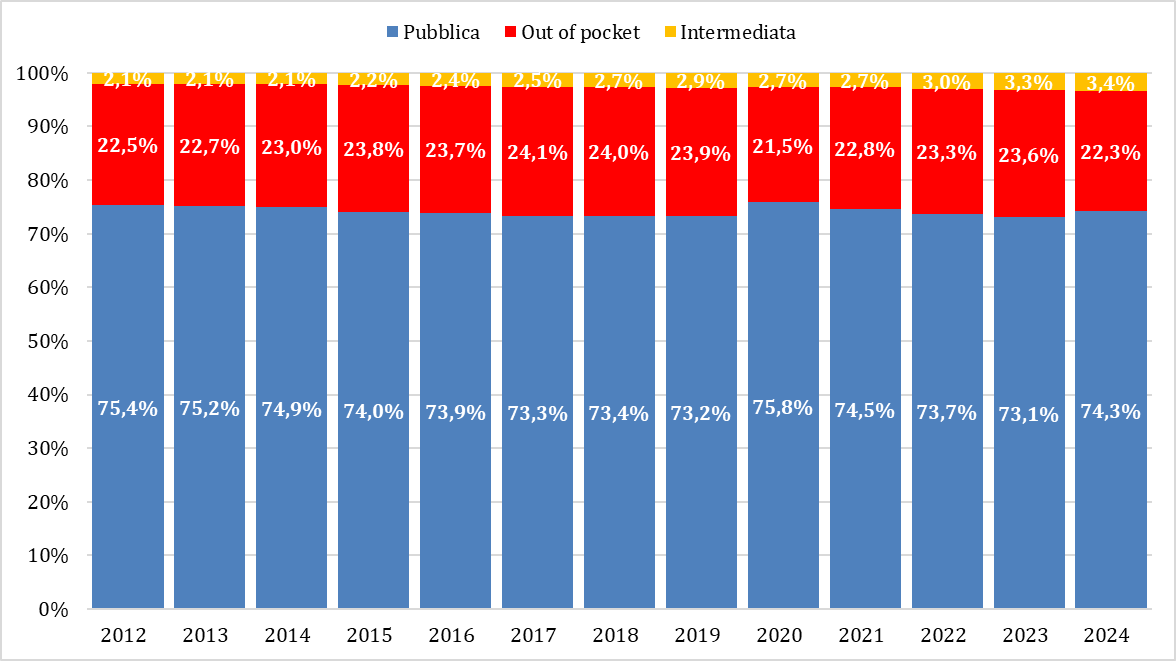 Pubblica Out of pocket Intermediata
100%
90%
80%
70%
60%
50%
40%
30%
20%
10%
0%
2,1% 2,1% 2,1% 2,2% 2,4% 2,5% 2,7% 2,9% 2,7% 2,7% 3,0% 3,3% 3,4%
22,5% 22,7% 23,0% 23,8% 23,7% 24,1% 24,0% 23,9% 21,5% 22,8% 23,3% 23,6% 22,3%
75,4% 75,2% 74,9% 74,0% 73,9% 73,3% 73,4% 73,2% 75,8% 74,5% 73,7% 73,1% 74,3%
2012 2013 2014 2015 2016 2017 2018 2019 2020 2021 2022 2023 2024